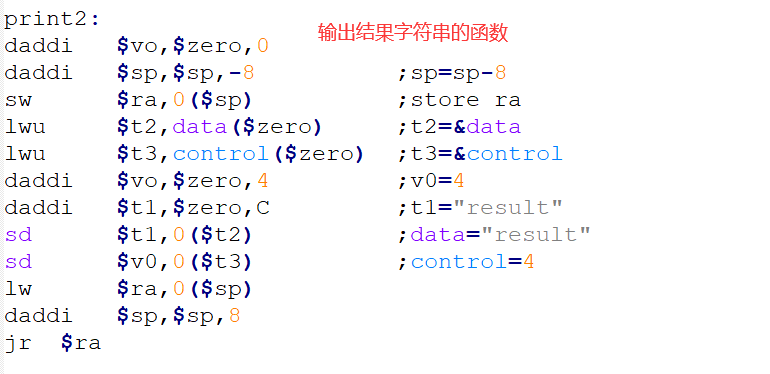 print2:
输出结果字符串的函数
daddi $vo,$zero,0
daddi $sp,$sp,-8 ;sp=sp-8
sw $ra,0($sp) ;store ra
lwu $t2,data($zero) ;t2=&data
lwu $t3,control($zero) ;t3=&control
daddi $vo,$zero,4 ;v0=4
daddi $t1,$zero,C ;t1="result"
sd $t1,0($t2) ;data="result"
sd $v0,0($t3) ;control=4
lw $ra,0($sp)
daddi $sp,$sp,8
jr $ra